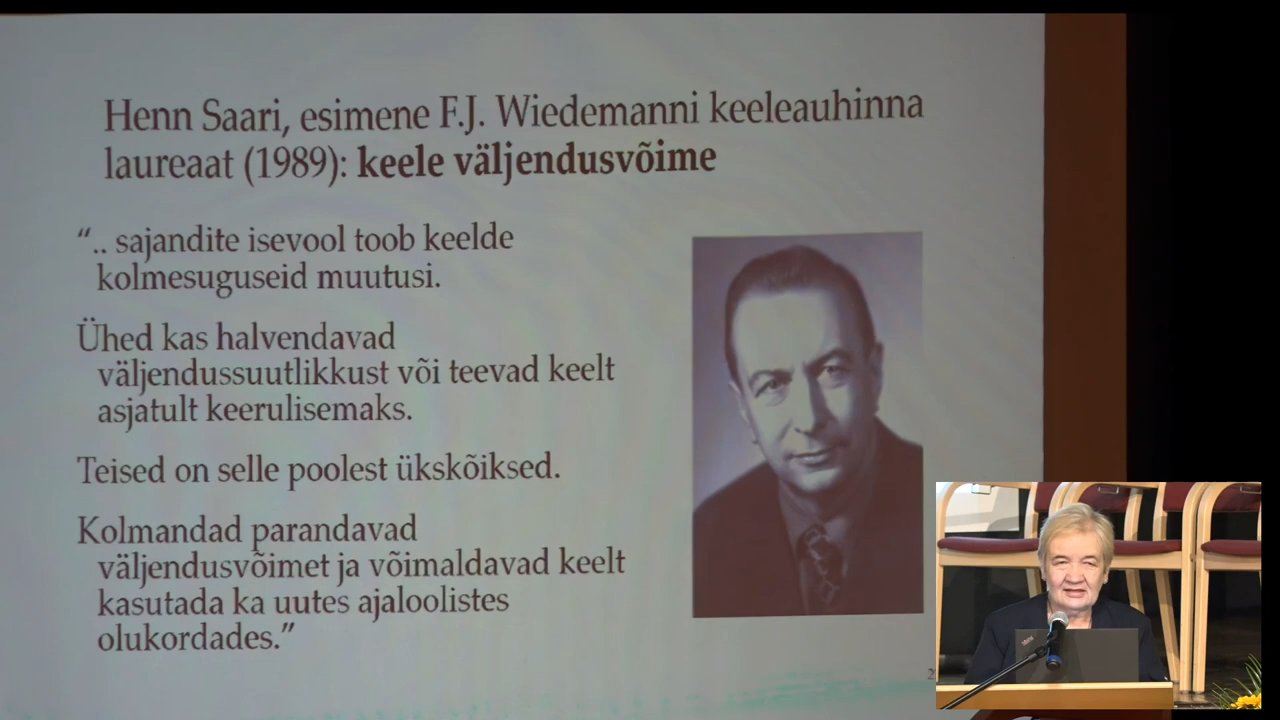 Henn Saari, esimene F.J. Wiedemanni keeleauhinna
laureaat (1989): keele väljendusvõime
“.. sajandite isevool toob keelde
kolmesuguseid muutusi.
Ühed kas halvendavad
väljendussuutlikkust või teevad keelt
asjatult keerulisemaks.
Teised on selle poolest ükskõiksed.
Kolmandad parandavad
väljendusvõimet ja võimaldavad keelt
kasutada ka uutes ajaloolistes
olukordades.”